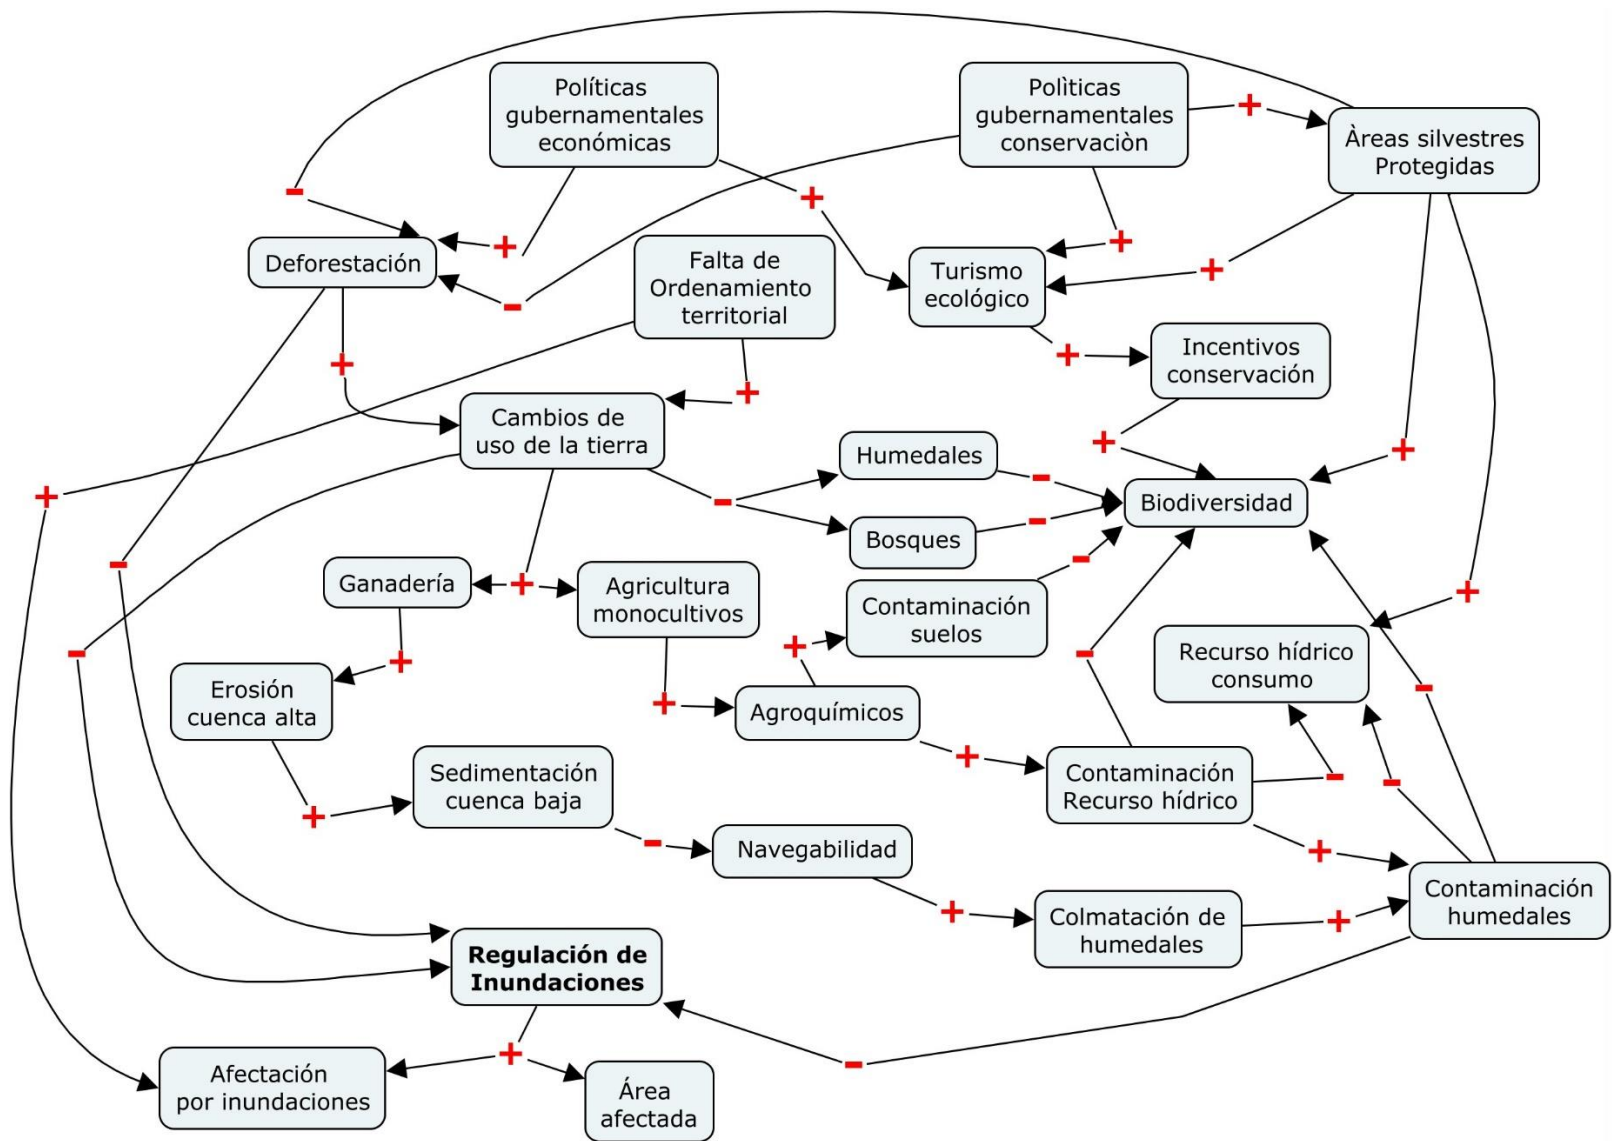 Políticas
gubernamentales
económicas
Polìticas
gubernamentales
conservaciòn
+
Àreas silvestres
Protegidas
-
+
+
+
Deforestación
Falta de
Ordenamiento
territorial
Turismo
ecológico
+
-
+
+
Incentivos
conservación
+
Cambios de
uso de la tierra
Humedales
+
+
+
-
-
Biodiversidad
-
Bosques
-
-
Ganadería
+
Agricultura
monocultivos
Contaminación
suelos
+
-
+
+
-
Recurso hídrico
consumo
Erosión
cuenca alta
+
Agroquímicos
-
Sedimentación
cuenca baja
+
Contaminación
Recurso hídrico
-
-
+
-
Navegabilidad
+
Contaminación
humedales
+
Colmatación de
humedales
+
Regulación de
Inundaciones
+
-
Afectación
por inundaciones
Área
afectada